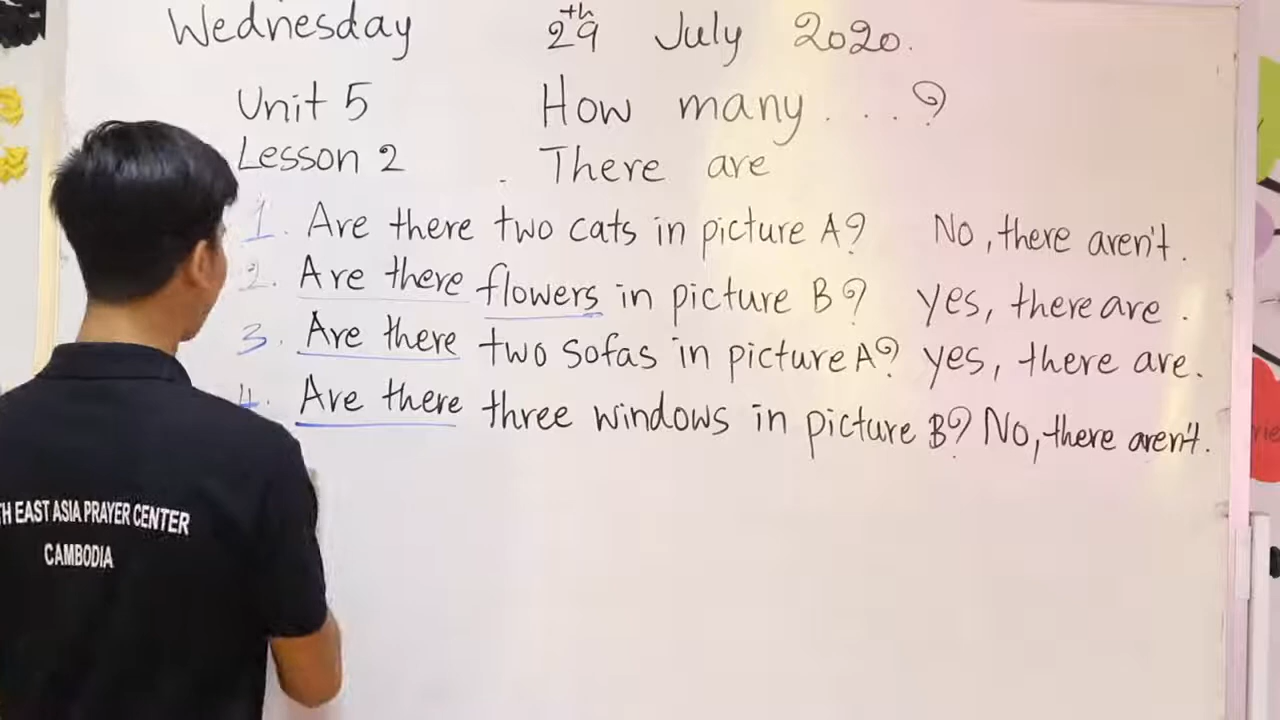 Wednesday 29th July 2020.
Unit 5 How many . . . ?
Lesson 2 There are
1. Are there two cats in picture A? No, there aren't.
2. Are there flowers in picture B? yes, there are.
3. Are there two sofas in picture A? yes, there are.
4. Are there three windows in picture B? No, there aren't.
EAST ASIA PRAYER CENTER
CAMBODIA